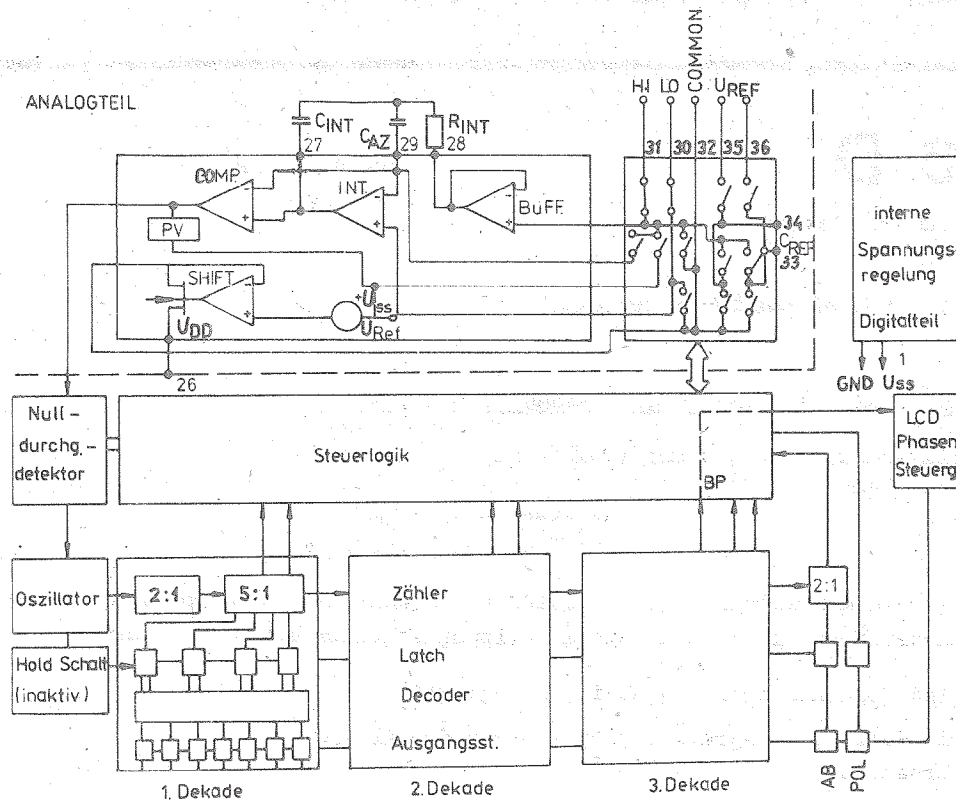 ANALOGTEIL
HI LO COMMON UREF
31 30 32 35 36
CINT
27
CAZ
29
RINT
28
COMP.
INT.
BUFF.
PV
SHIFT
UDD
+
Uss
URef
34
CREF
33
26
interne
Spannungs-
regelung
Digitalteil
1
GND Uss
Null-
durchg.-
detektor
Steuerlogik
BP
LCD
Phasen
Steuerg
Oszillator
2:1
5:1
Zähler
2:1
Hold Schalt
(inaktiv)
Latch
Decoder
Ausgangsst.
AB
POL
1. Dekade
2. Dekade
3. Dekade